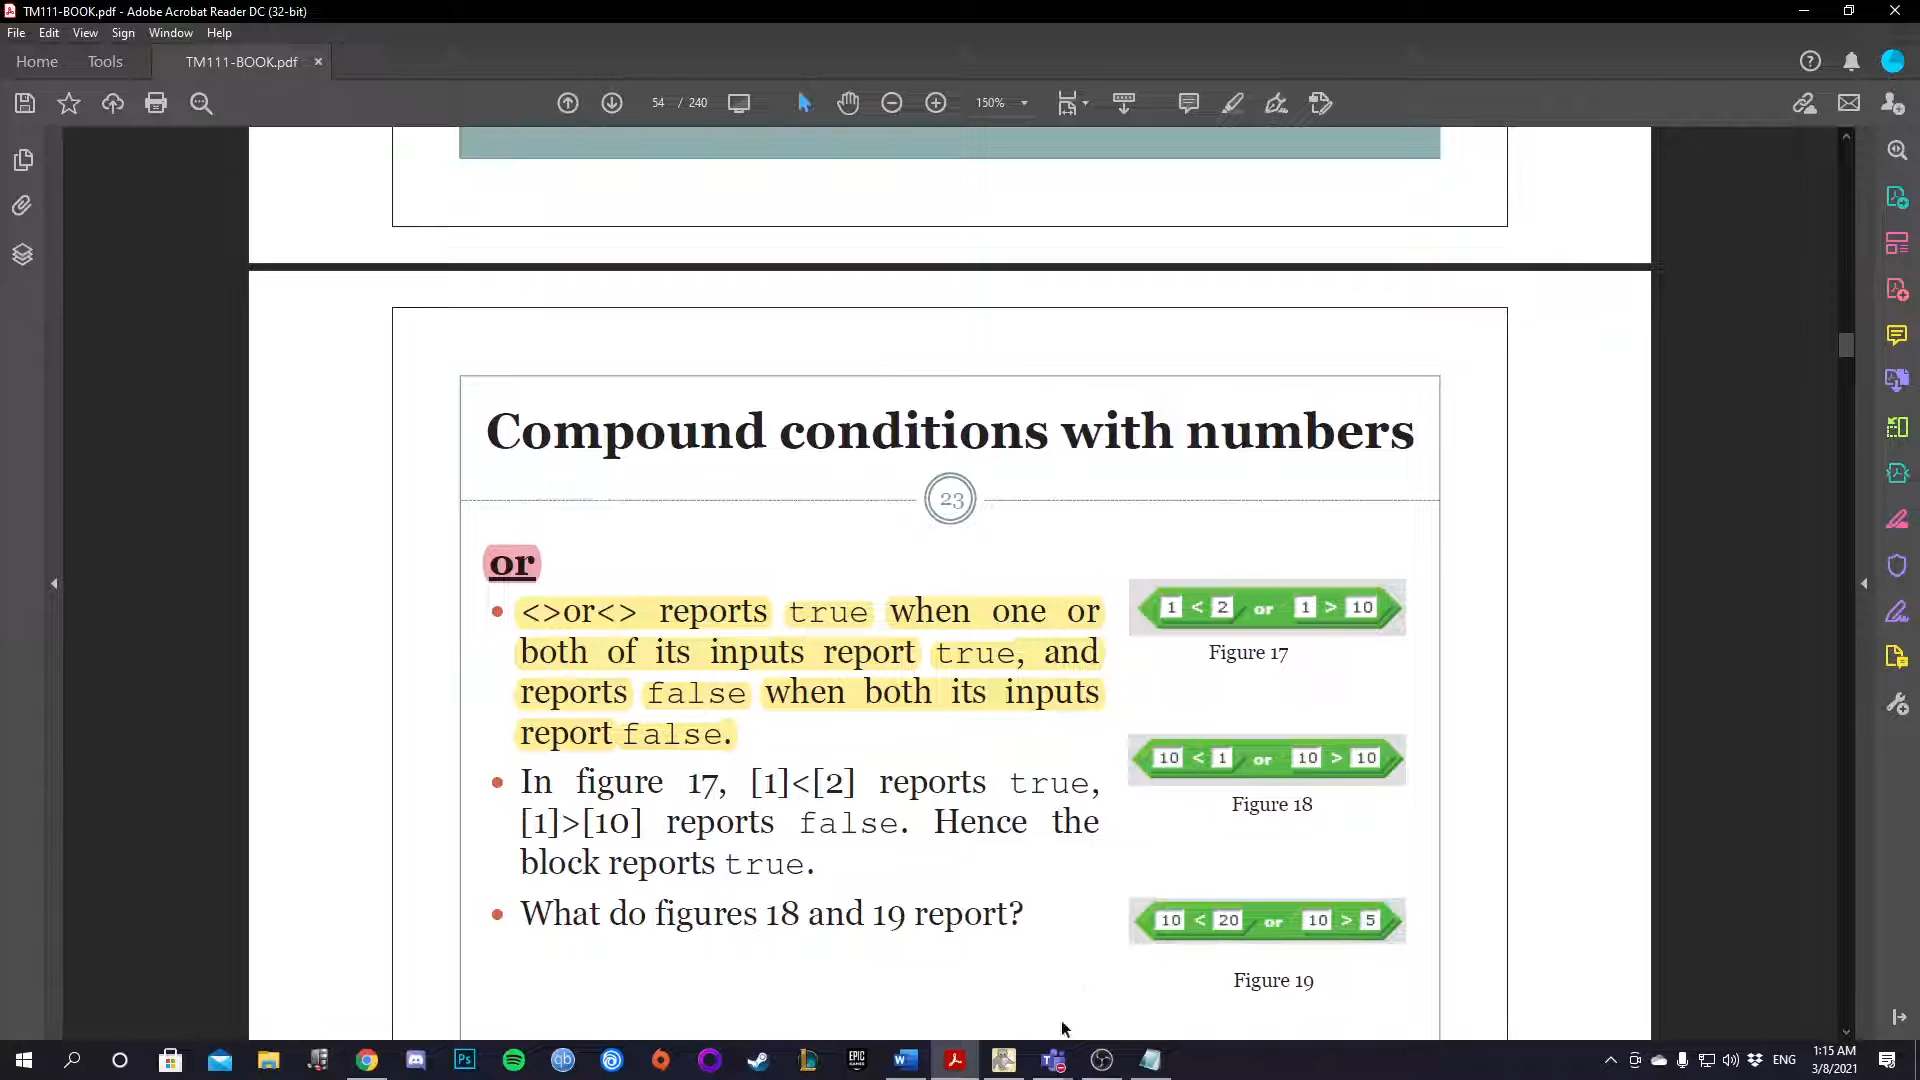 TM111-BOOK.pdf - Adobe Acrobat Reader DC (32-bit)
File Edit View Sign Window Help
Home Tools TM111-BOOK.pdf
54 / 240 150%
Compound conditions with numbers
23
or
• <>or<> reports true when one or
both of its inputs report true, and
reports false when both its inputs
report false.
• In figure 17, [1]<[2] reports true,
[1]>[10] reports false. Hence the
block reports true.
• What do figures 18 and 19 report?
1 < 2 or 1 > 10
Figure 17
10 < 1 or 10 > 10
Figure 18
10 < 20 or 10 > 5
Figure 19
Ps
qb
EPIC GAMES
ENG
1:15 AM
3/8/2021